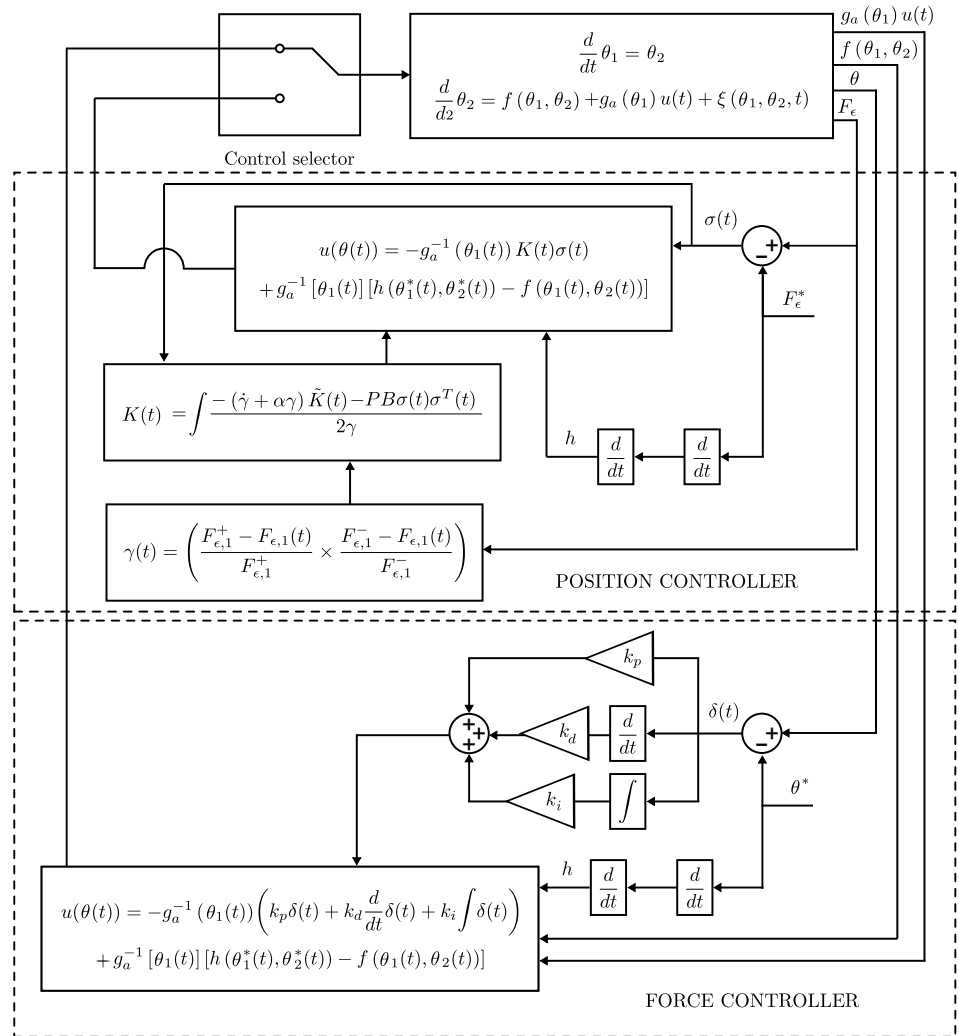 g_a (θ_1) u(t)
f (θ_1, θ_2)
θ
F_ϵ
d/dt θ_1 = θ_2
d/d2 θ_2 = f (θ_1, θ_2) + g_a (θ_1) u(t) + ξ (θ_1, θ_2, t)
Control selector
σ(t)
+
−
F_ϵ^*
u(θ(t)) = −g_a^{−1} (θ_1(t)) K(t)σ(t)
+ g_a^{−1} [θ_1(t)] [h (θ_1^*(t), θ_2^*(t)) − f (θ_1(t), θ_2(t))]
K(t) = ∫ (− (γ̇ + αγ) K̃(t) − PBσ(t)σ^T(t)) / 2γ
h
d/dt
d/dt
γ(t) = ( (F_{ϵ,1}^+ − F_{ϵ,1}(t)) / F_{ϵ,1}^+ × (F_{ϵ,1}^− − F_{ϵ,1}(t)) / F_{ϵ,1}^− )
POSITION CONTROLLER
k_p
k_d
d/dt
δ(t)
+
−
+
+
+
k_i
∫
θ^*
h
d/dt
d/dt
u(θ(t)) = −g_a^{−1} (θ_1(t)) ( k_p δ(t) + k_d d/dt δ(t) + k_i ∫ δ(t) )
+ g_a^{−1} [θ_1(t)] [h (θ_1^*(t), θ_2^*(t)) − f (θ_1(t), θ_2(t))]
FORCE CONTROLLER